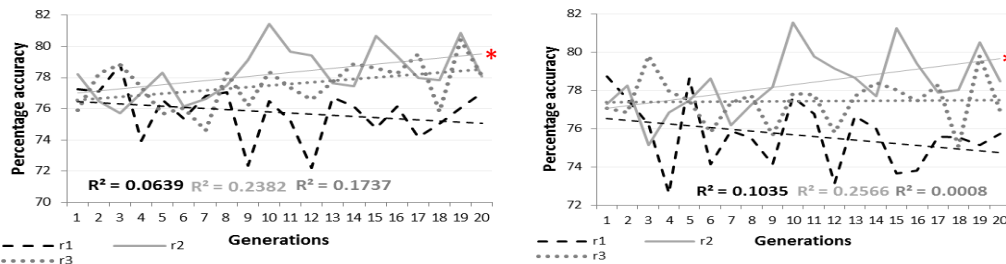 Percentage accuracy
82
80
78
76
74
72
70
R² = 0.0639 R² = 0.2382 R² = 0.1737
*
1 2 3 4 5 6 7 8 9 10 11 12 13 14 15 16 17 18 19 20
Generations
r1 r2
r3
Percentage accuracy
82
80
78
76
74
72
R² = 0.1035 R² = 0.2566 R² = 0.0008
*
1 2 3 4 5 6 7 8 9 10 11 12 13 14 15 16 17 18 19 20
Generations
r1 r2
r3